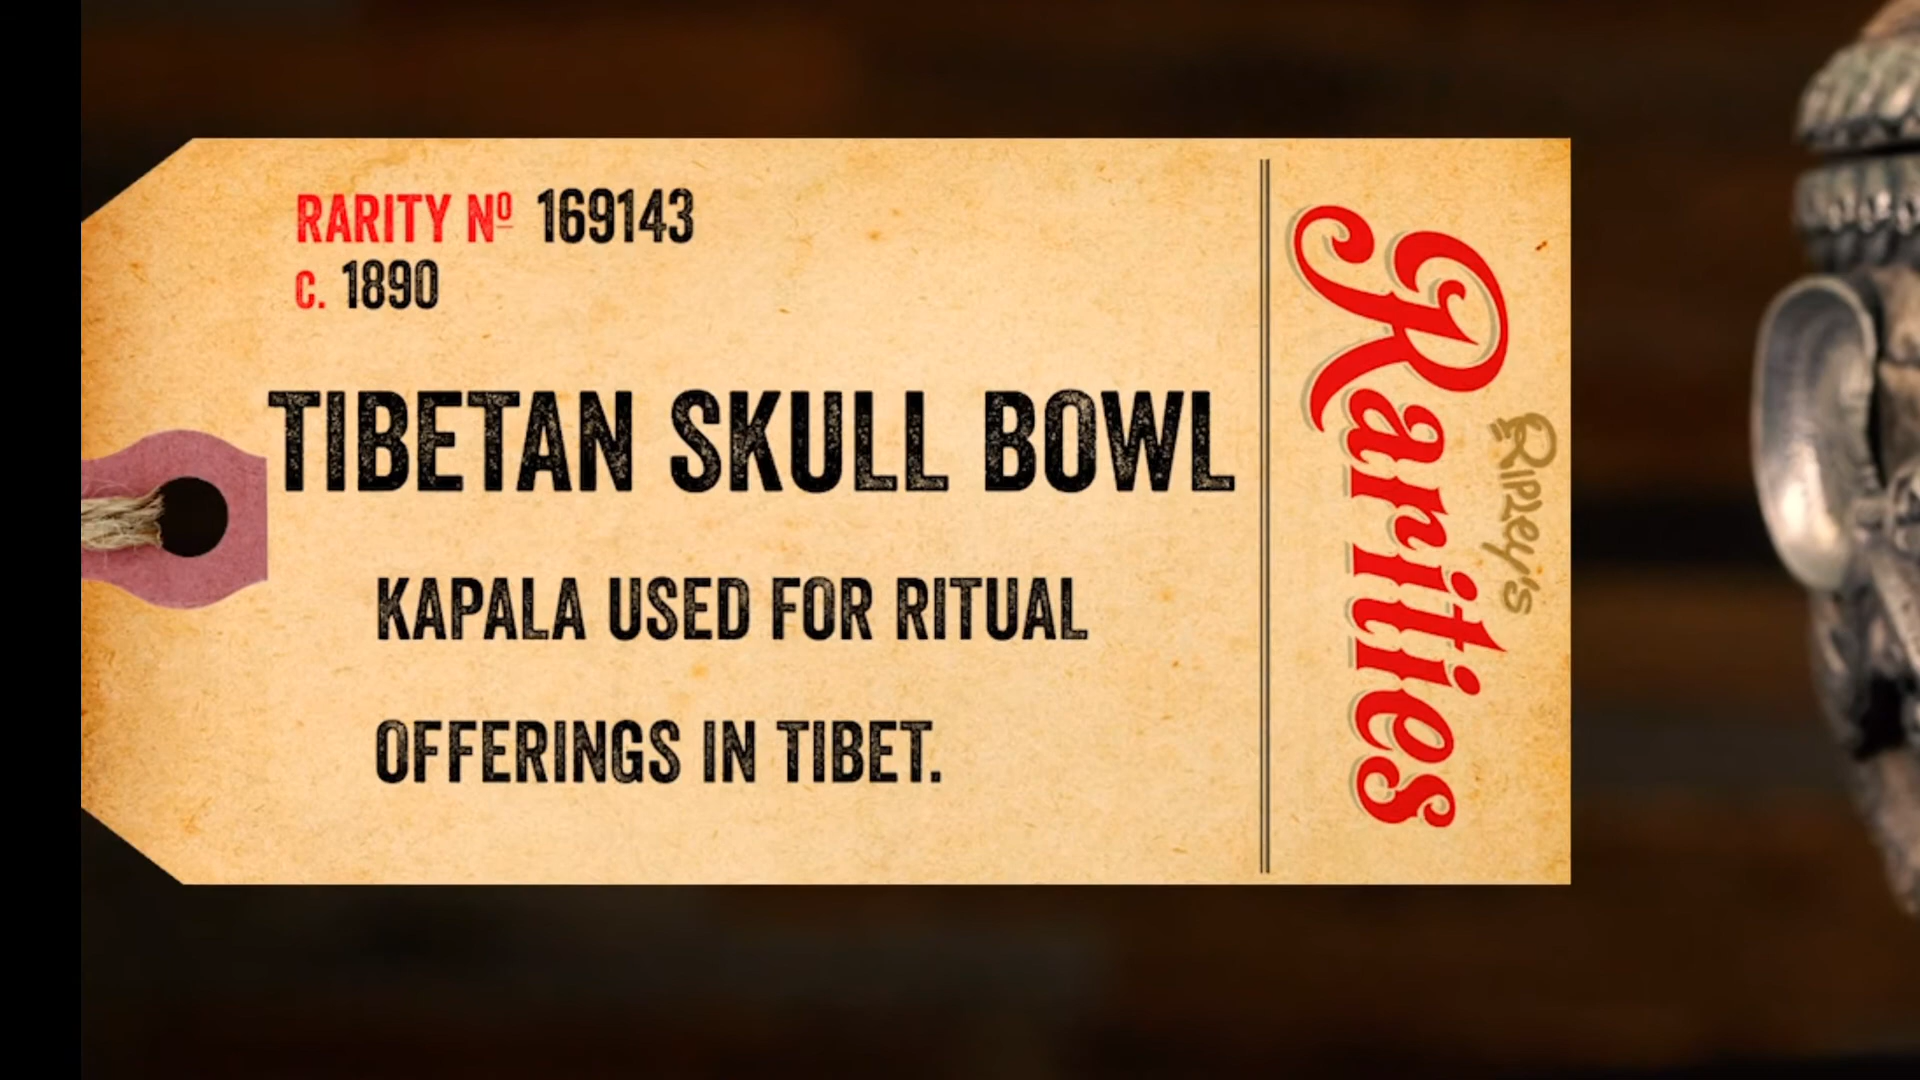 RARITY Nº 169143
C. 1890
TIBETAN SKULL BOWL
KAPALA USED FOR RITUAL
OFFERINGS IN TIBET.
Rarities
RIPLEY'S